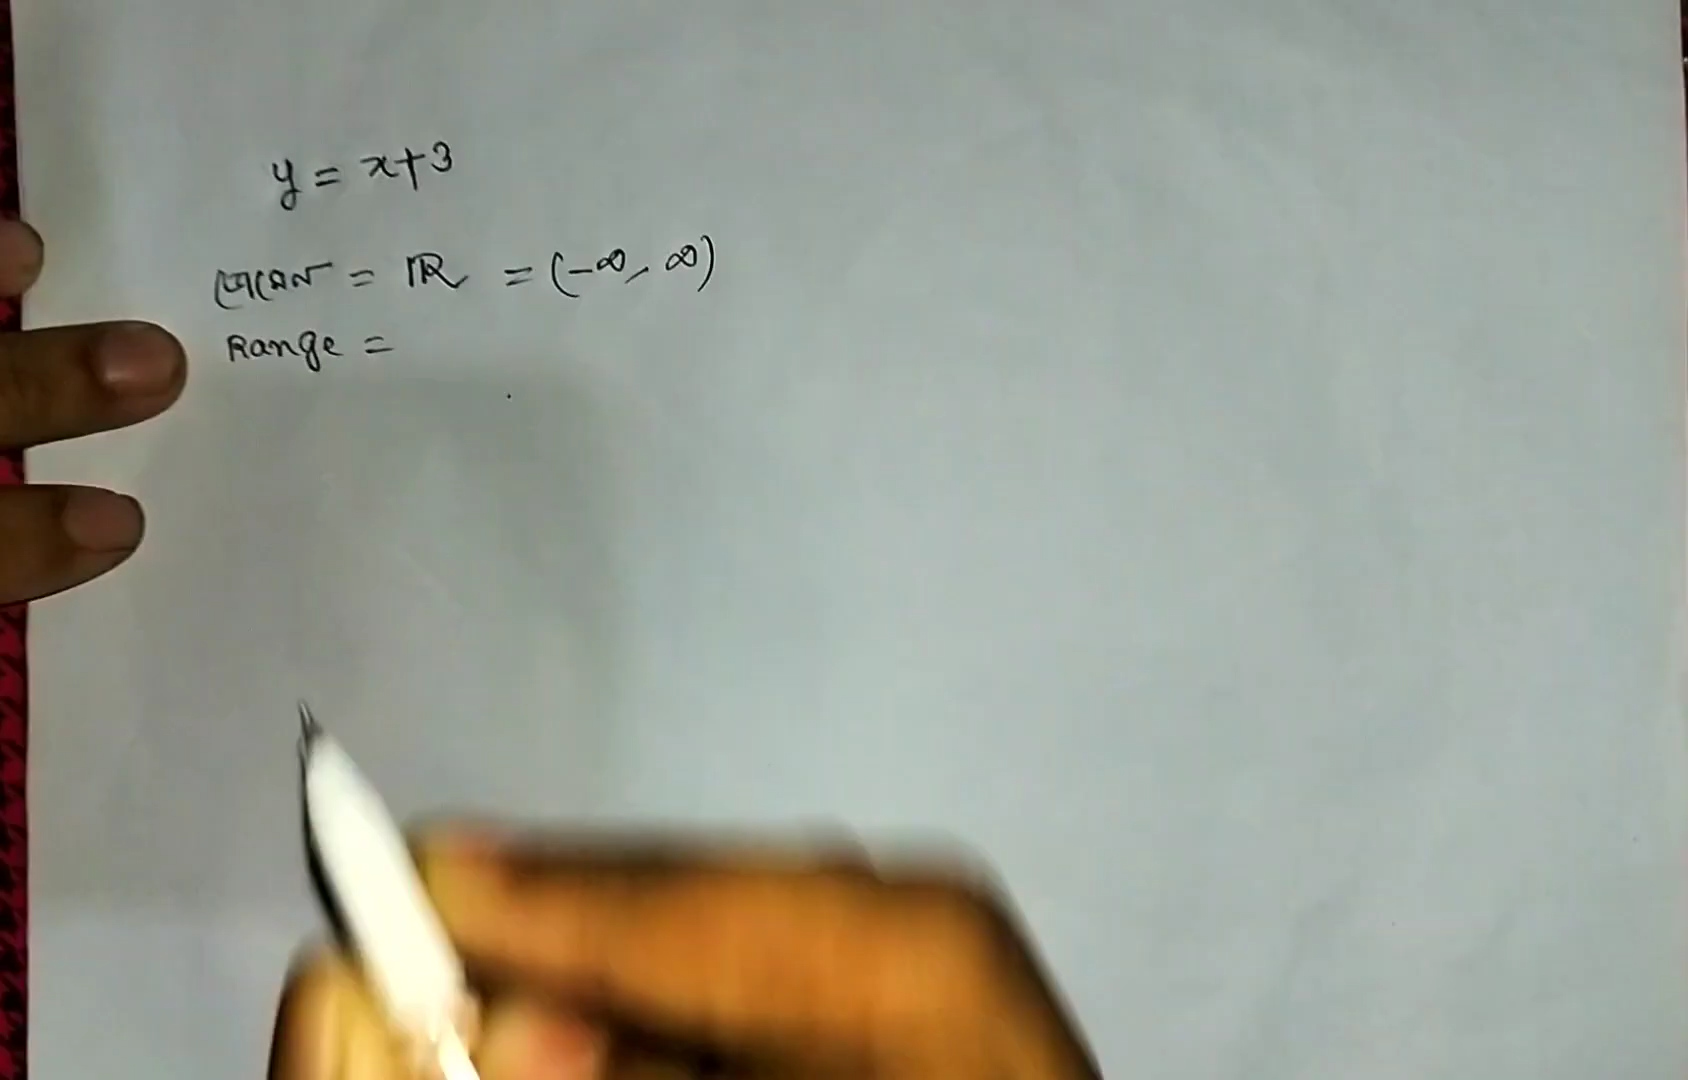 y = x+3
ডোমেন = ℝ = (-∞, ∞)
Range =